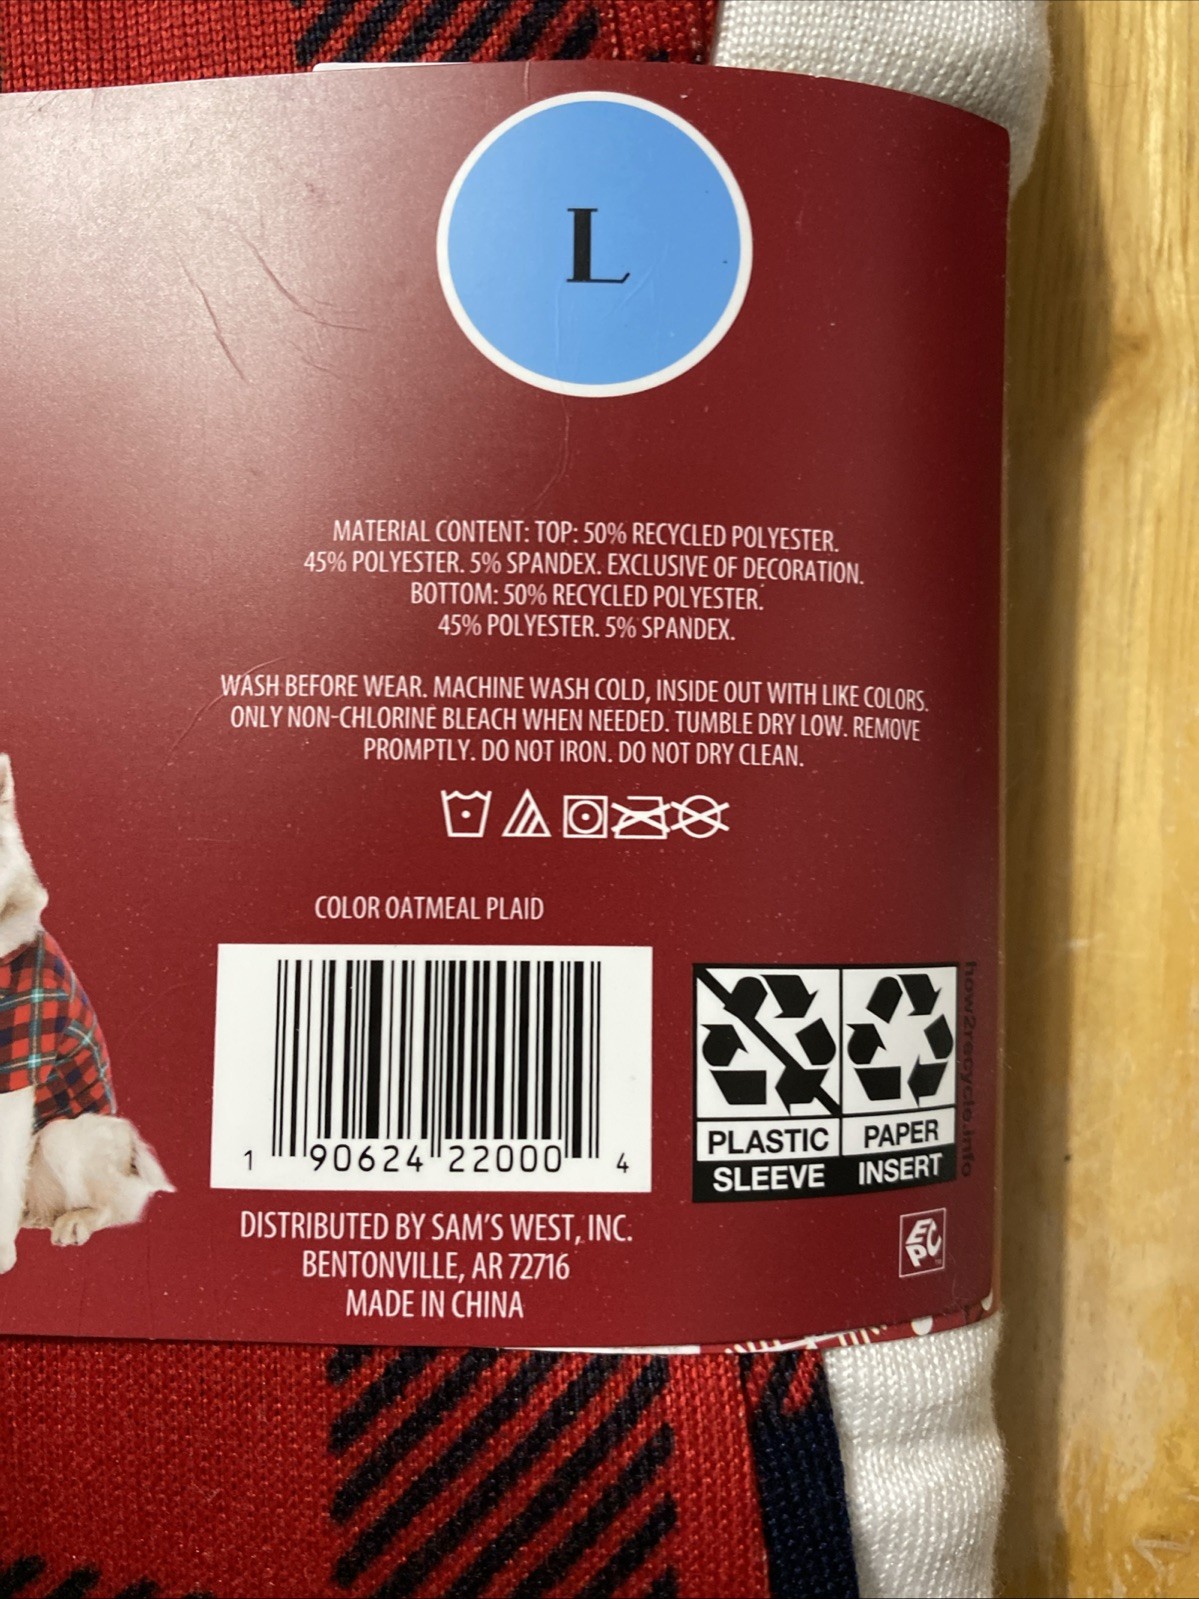 L
MATERIAL CONTENT: TOP: 50% RECYCLED POLYESTER.
45% POLYESTER. 5% SPANDEX. EXCLUSIVE OF DECORATION.
BOTTOM: 50% RECYCLED POLYESTER.
45% POLYESTER. 5% SPANDEX.
WASH BEFORE WEAR. MACHINE WASH COLD, INSIDE OUT WITH LIKE COLORS.
ONLY NON-CHLORINE BLEACH WHEN NEEDED. TUMBLE DRY LOW. REMOVE
PROMPTLY. DO NOT IRON. DO NOT DRY CLEAN.
COLOR OATMEAL PLAID
1 90624 22000 4
PLASTIC SLEEVE
PAPER INSERT
how2recycle.info
DISTRIBUTED BY SAM'S WEST, INC.
BENTONVILLE, AR 72716
MADE IN CHINA
EPC